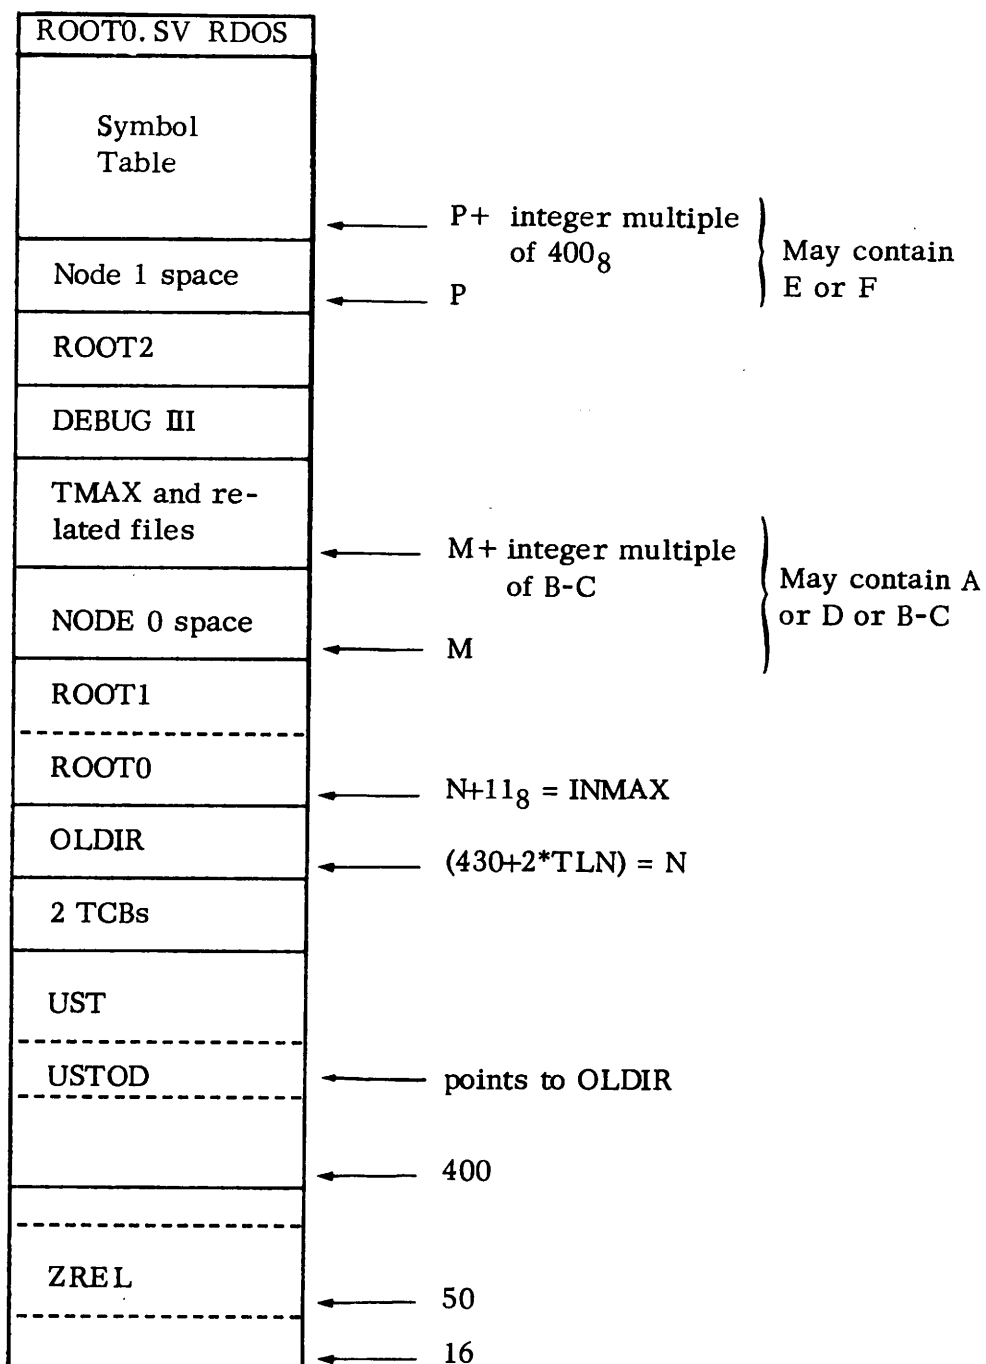 ROOT0.SV RDOS
Symbol
Table
P+ integer multiple
of 400₈
May contain
E or F
Node 1 space
P
ROOT2
DEBUG III
TMAX and re-
lated files
M+ integer multiple
of B-C
May contain A
or D or B-C
NODE 0 space
M
ROOT1
ROOT0
N+11₈ = INMAX
OLDIR
(430+2*TLN) = N
2 TCBs
UST
USTOD
points to OLDIR
400
ZREL
50
16